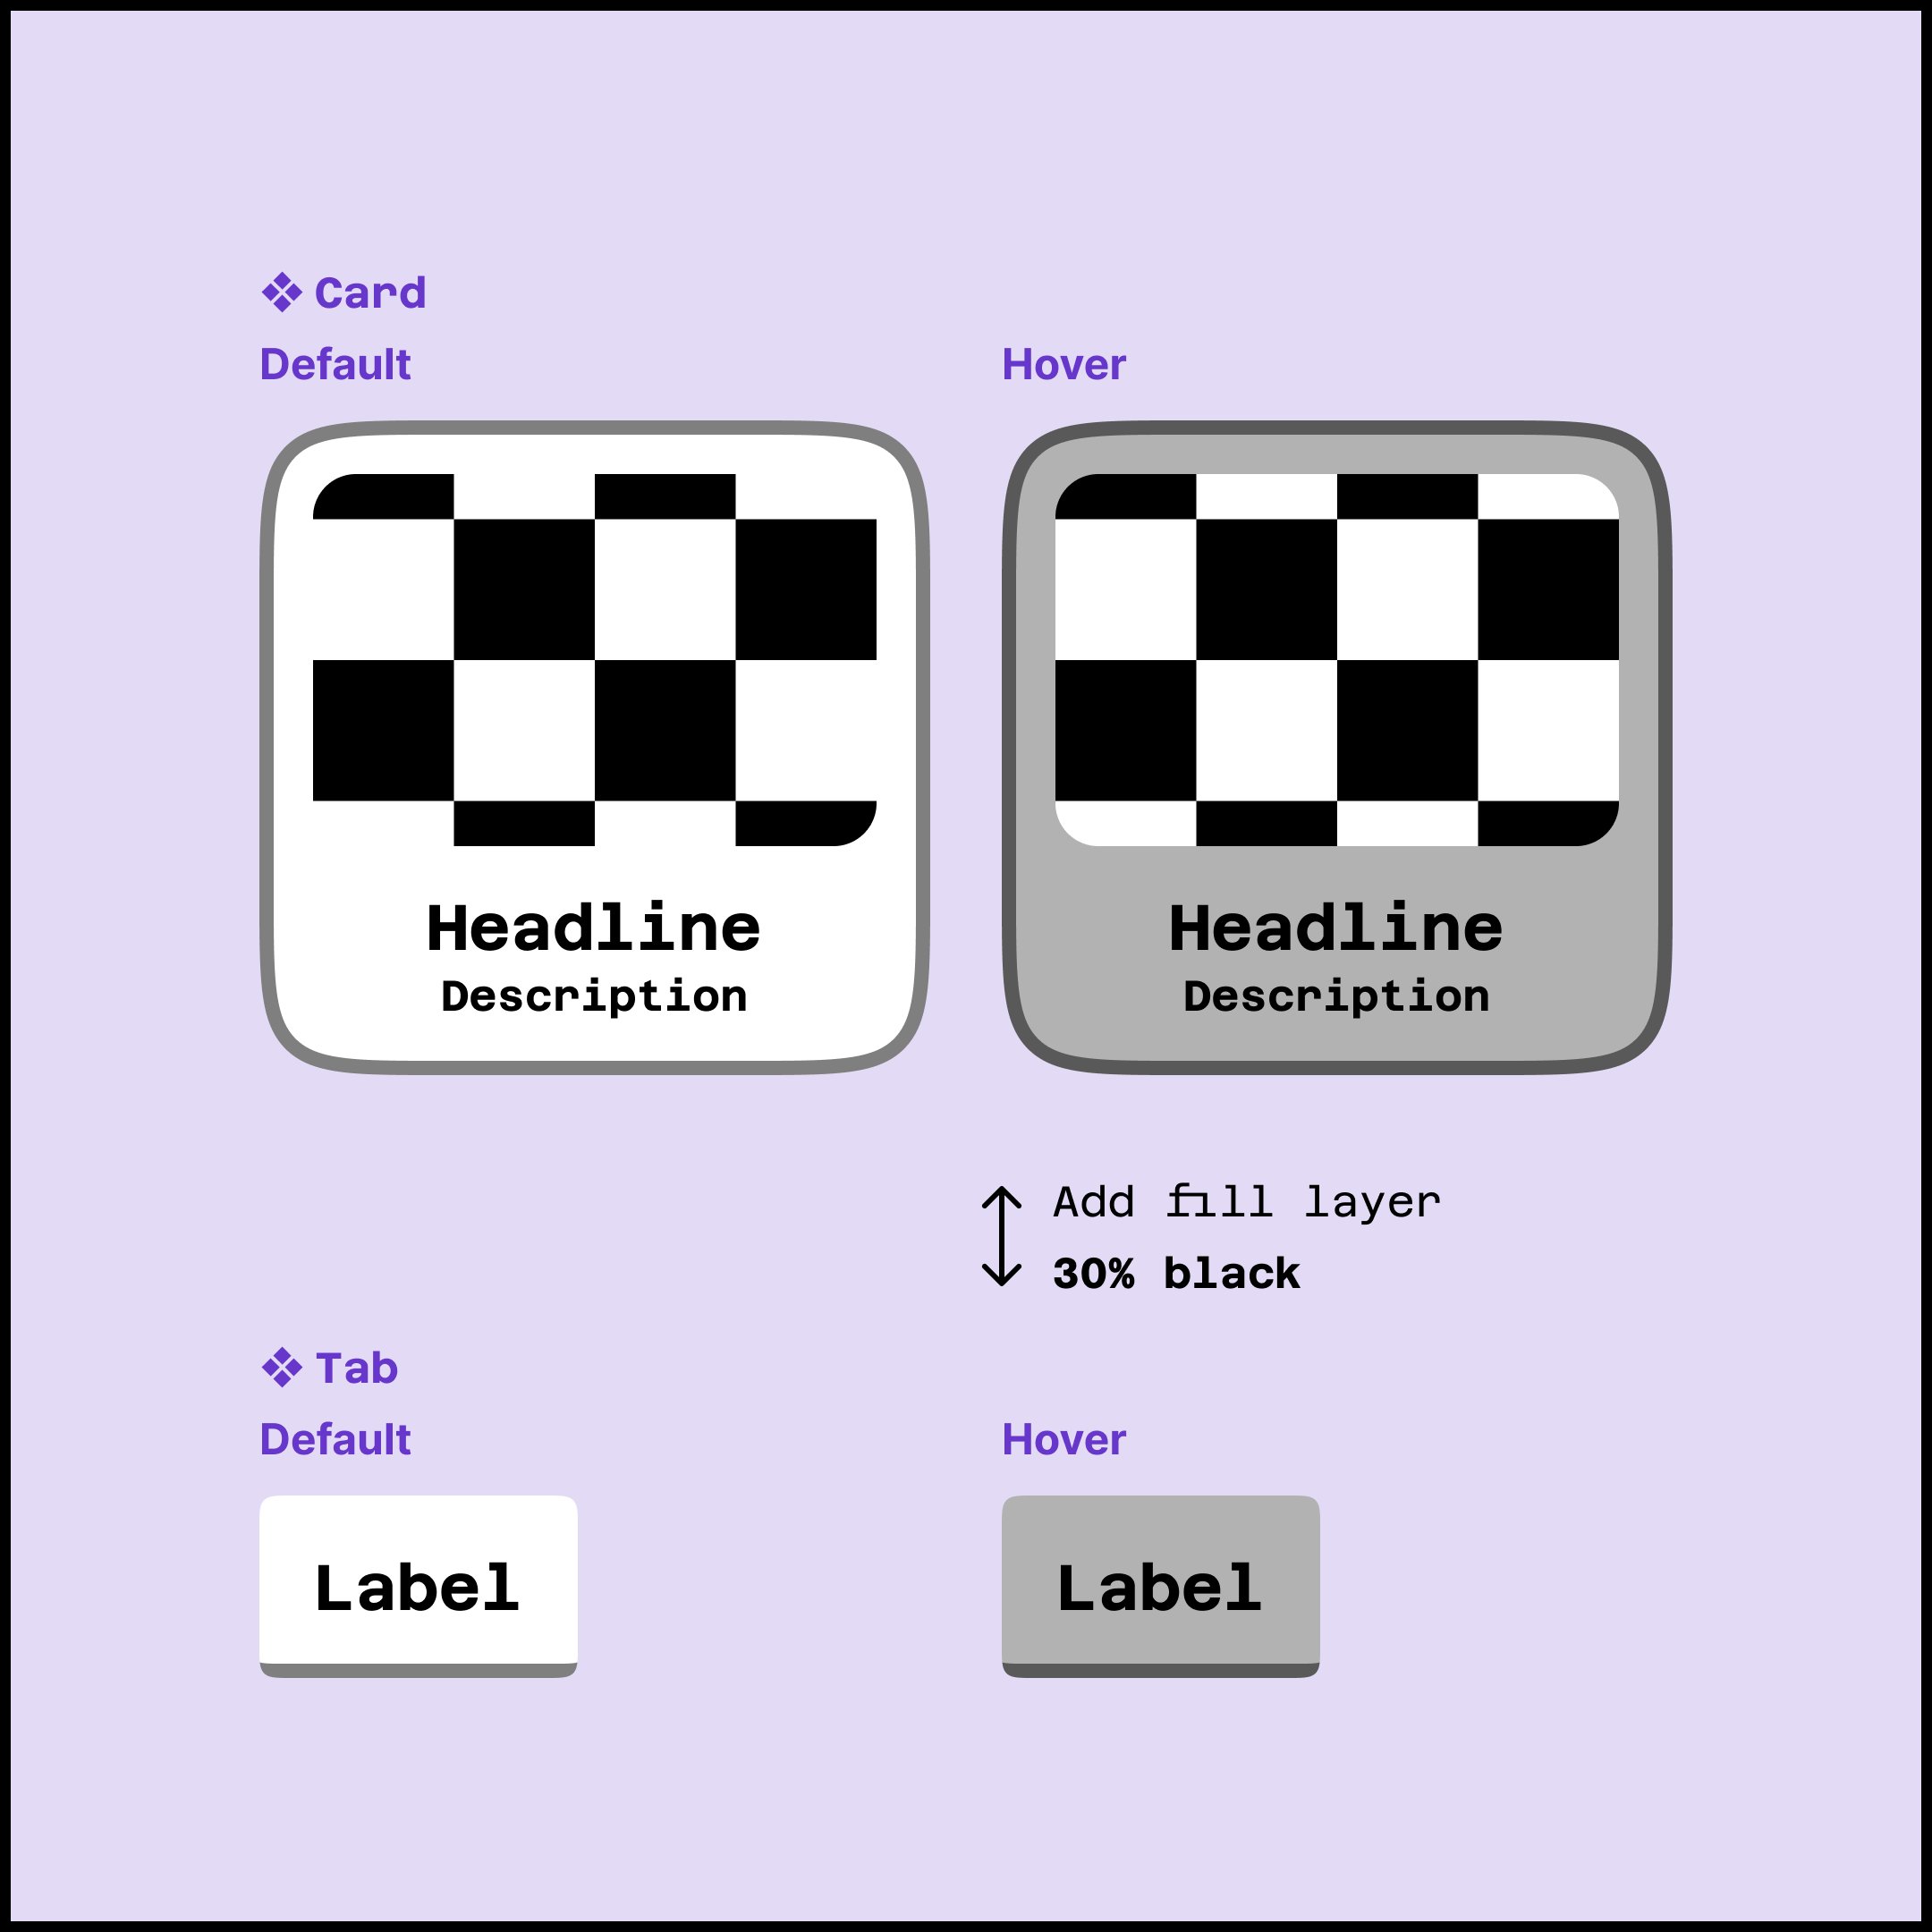 Card
Default
Hover
Headline
Description
Headline
Description
Add fill layer
30% black
Tab
Default
Hover
Label
Label